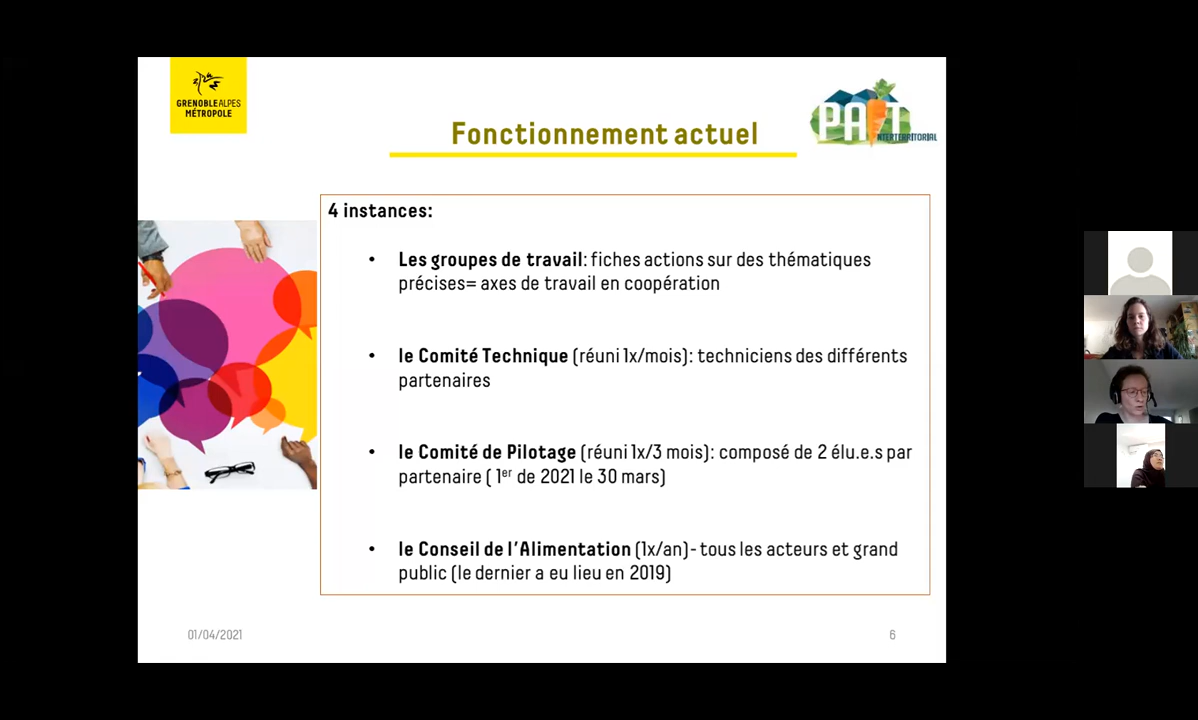 GRENOBLEALPES
MÉTROPOLE
PAiT
INTERTERRITORIAL
Fonctionnement actuel
4 instances:
• Les groupes de travail: fiches actions sur des thématiques
précises= axes de travail en coopération
• le Comité Technique (réuni 1x/mois): techniciens des différents
partenaires
• le Comité de Pilotage (réuni 1x/3 mois): composé de 2 élu.e.s par
partenaire ( 1er de 2021 le 30 mars)
• le Conseil de l'Alimentation (1x/an)- tous les acteurs et grand
public (le dernier a eu lieu en 2019)
01/04/2021
6